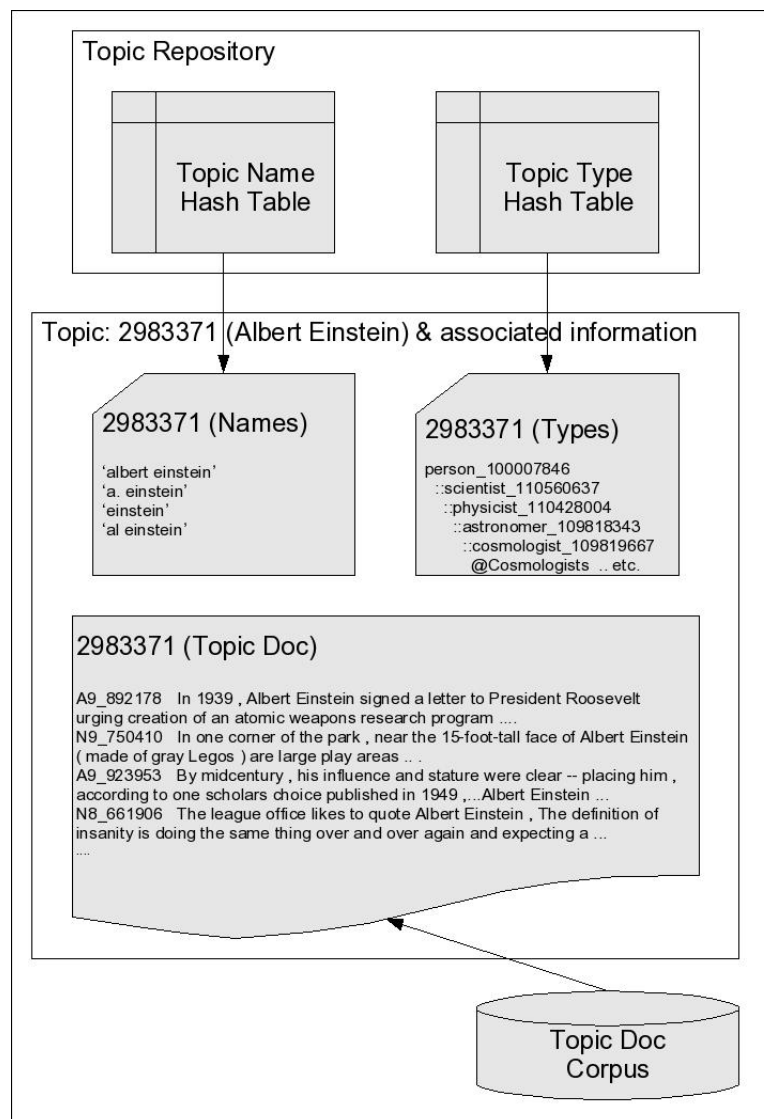 Topic Repository
Topic Name
Hash Table
Topic Type
Hash Table
Topic: 2983371 (Albert Einstein) & associated information
2983371 (Names)
‘albert einstein’
‘a. einstein’
‘einstein’
‘al einstein’
2983371 (Types)
person_100007846
::scientist_110560637
::physicist_110428004
::astronomer_109818343
::cosmologist_109819667
@Cosmologists .. etc.
2983371 (Topic Doc)
A9_892178 In 1939 , Albert Einstein signed a letter to President Roosevelt
urging creation of an atomic weapons research program ....
N9_750410 In one corner of the park , near the 15-foot-tall face of Albert Einstein
( made of gray Legos ) are large play areas .. .
A9_923953 By midcentury , his influence and stature were clear -- placing him ,
according to one scholars choice published in 1949 ,...Albert Einstein ...
N8_661906 The league office likes to quote Albert Einstein , The definition of
insanity is doing the same thing over and over again and expecting a ...
....
Topic Doc
Corpus